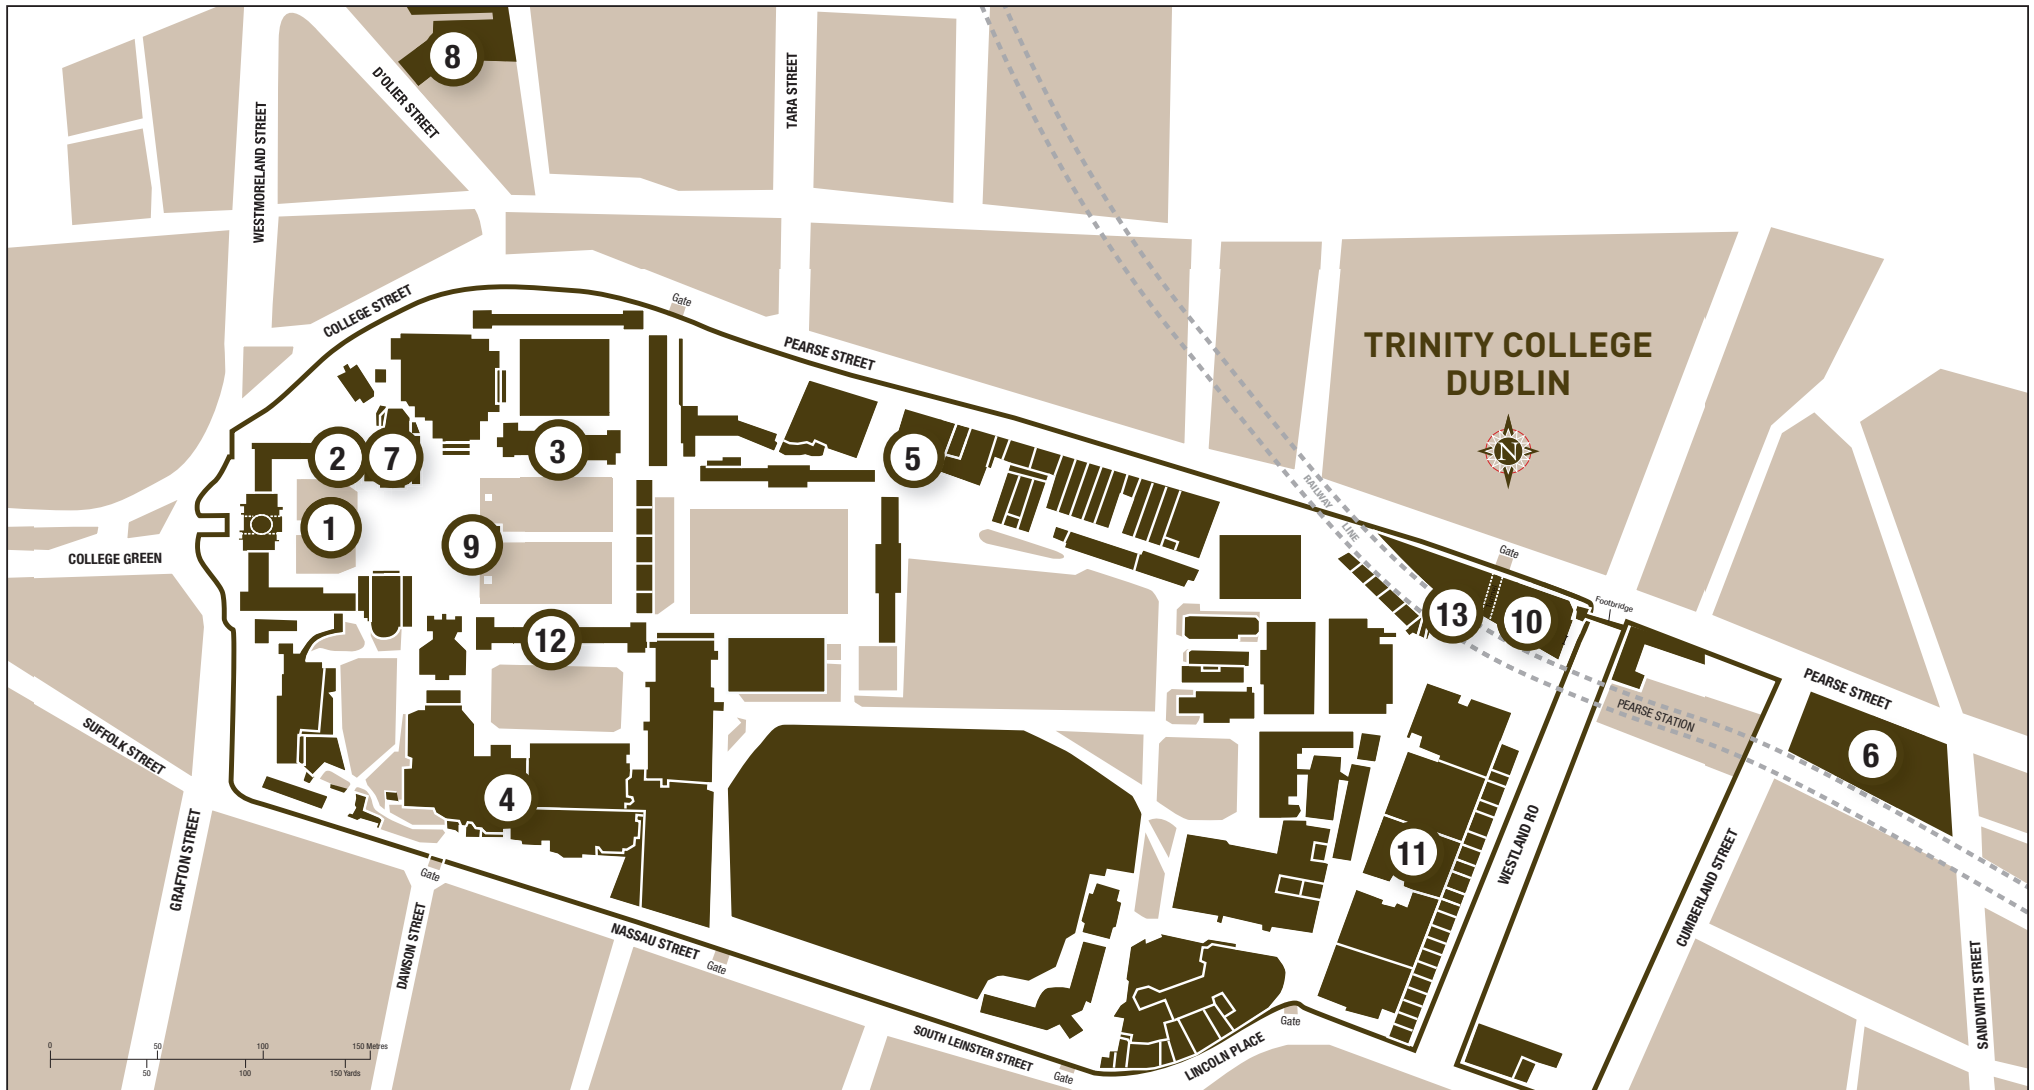 8
D'OLIER STREET
TARA STREET
WESTMORELAND STREET
COLLEGE STREET
Gate
PEARSE STREET
TRINITY COLLEGE
DUBLIN
N
2
7
3
5
1
9
RAILWAY LINE
COLLEGE GREEN
Gate
13
10
Footbridge
12
PEARSE STREET
PEARSE STATION
6
SUFFOLK STREET
4
GRAFTON STREET
11
WESTLAND RO
CUMBERLAND STREET
Gate
DAWSON STREET
NASSAU STREET
Gate
SANDWITH STREET
Gate
SOUTH LEINSTER STREET
LINCOLN PLACE
Gate
0 50 100 150 Metres
50 100 150 Yards